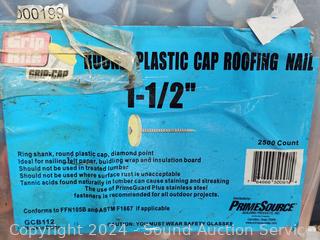 000199
Grip
Rite
GRIP-CAP
ROUND PLASTIC CAP ROOFING NAIL
1-1/2"
2500 Count
Ring shank, round plastic cap, diamond point
Ideal for nailing felt paper, building wrap and insulation board
Should not be used in treated lumber
Should not be used where surface rust is unacceptable
Tannic acids found naturally in lumber can cause staining and streaking
The use of PrimeGuard Plus stainless steel
fasteners is recommended for all outdoor projects.
Conforms to FFN105B and ASTM F1667 if applicable
GCB112
YOU MUST WEAR SAFETY GLASSES
PRIMESOURCE
Copyright 2024 - Sound Auction Service